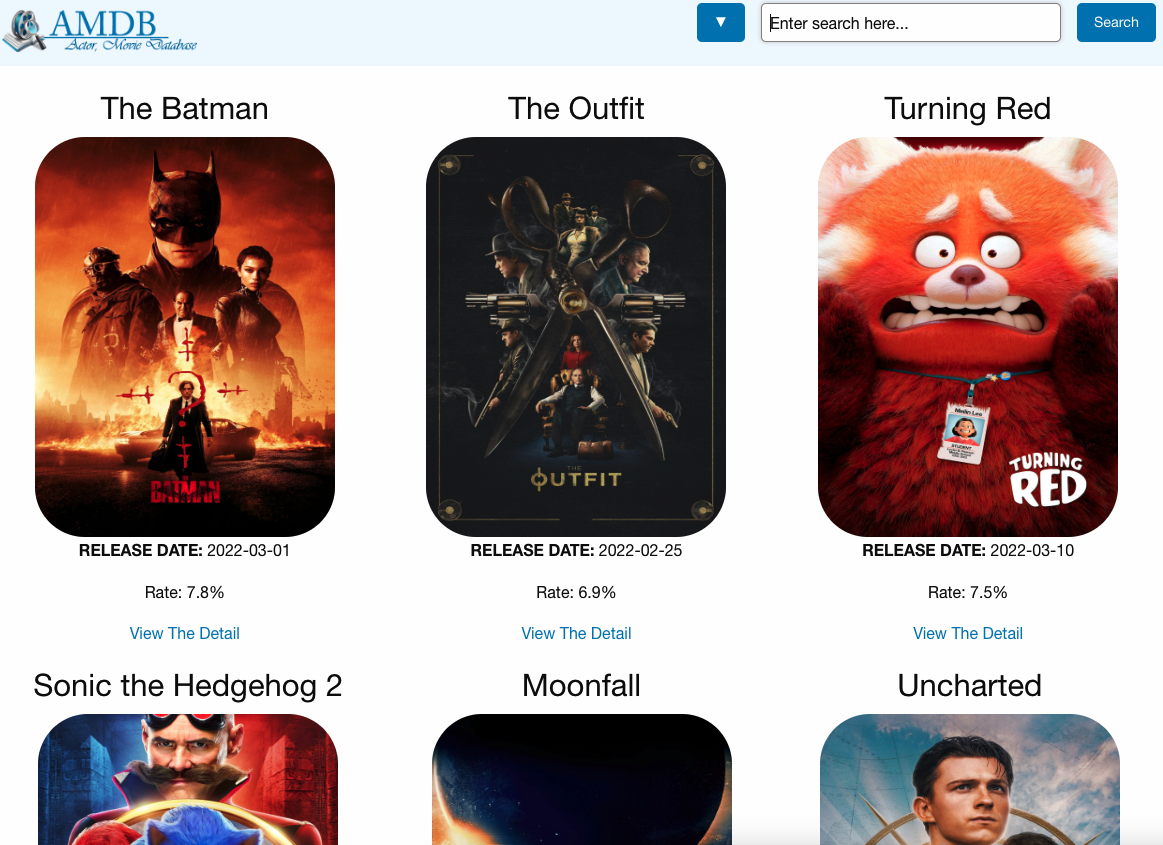 AMDB
Actor, Movie Database
▼
Enter search here...
Search
The Batman
The Outfit
Turning Red
THE BATMAN
THE
OUTFIT
Meilin Lee
STUDENT
TURNING
RED
RELEASE DATE: 2022-03-01
RELEASE DATE: 2022-02-25
RELEASE DATE: 2022-03-10
Rate: 7.8%
Rate: 6.9%
Rate: 7.5%
View The Detail
View The Detail
View The Detail
Sonic the Hedgehog 2
Moonfall
Uncharted